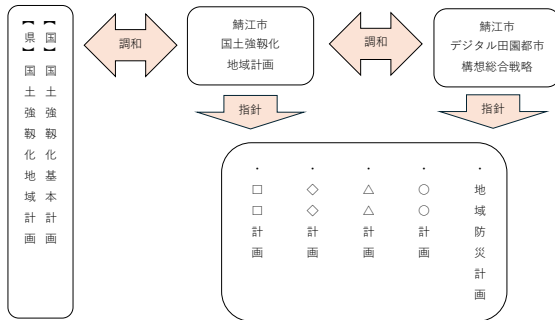 【国】国土強靱化基本計画
【県】国土強靱化地域計画
調和
鯖江市
国土強靱化
地域計画
調和
鯖江市
デジタル田園都市
構想総合戦略
指針
指針
・地域防災計画
・○○計画
・△△計画
・◇◇計画
・□□計画